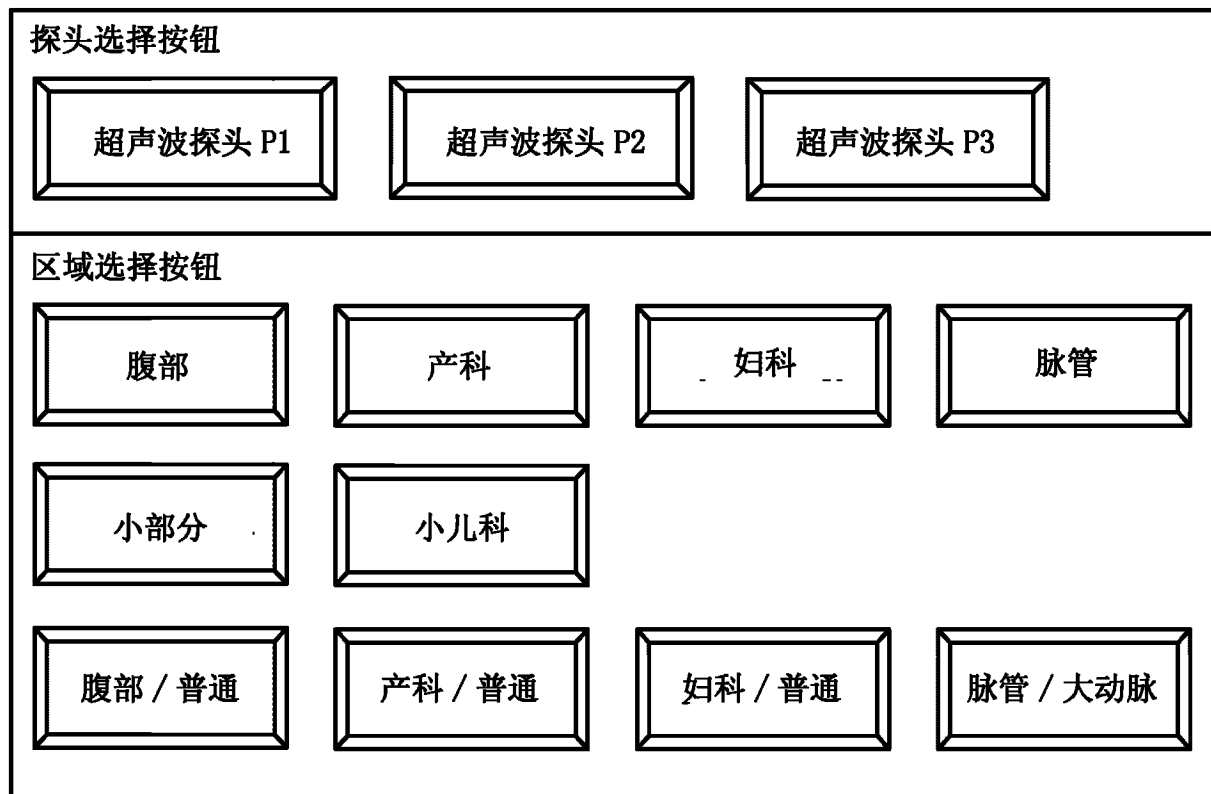 探头选择按钮
超声波探头 P1 超声波探头 P2 超声波探头 P3
区域选择按钮
腹部 产科 妇科 脉管
小部分 小儿科
腹部 / 普通 产科 / 普通 妇科 / 普通 脉管 / 大动脉